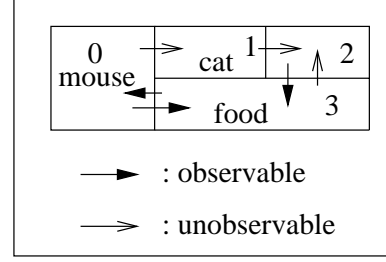 0 1 2
mouse cat
food 3
: observable
: unobservable